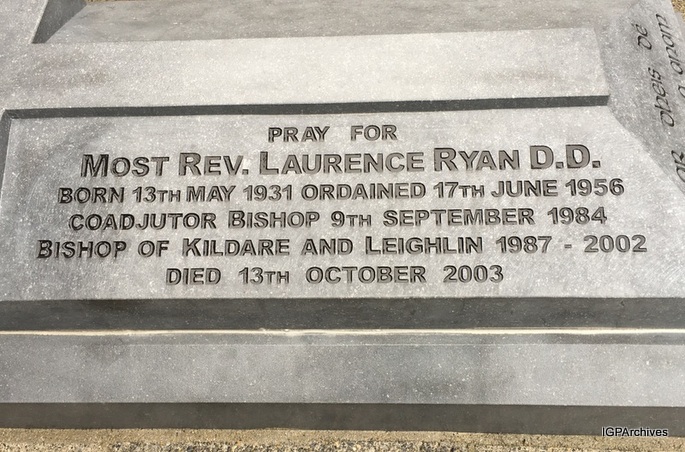 PRAY FOR
MOST REV. LAURENCE RYAN D.D.
BORN 13TH MAY 1931 ORDAINED 17TH JUNE 1956
COADJUTOR BISHOP 9TH SEPTEMBER 1984
BISHOP OF KILDARE AND LEIGHLIN 1987 - 2002
DIED 13TH OCTOBER 2003
IGPArchives